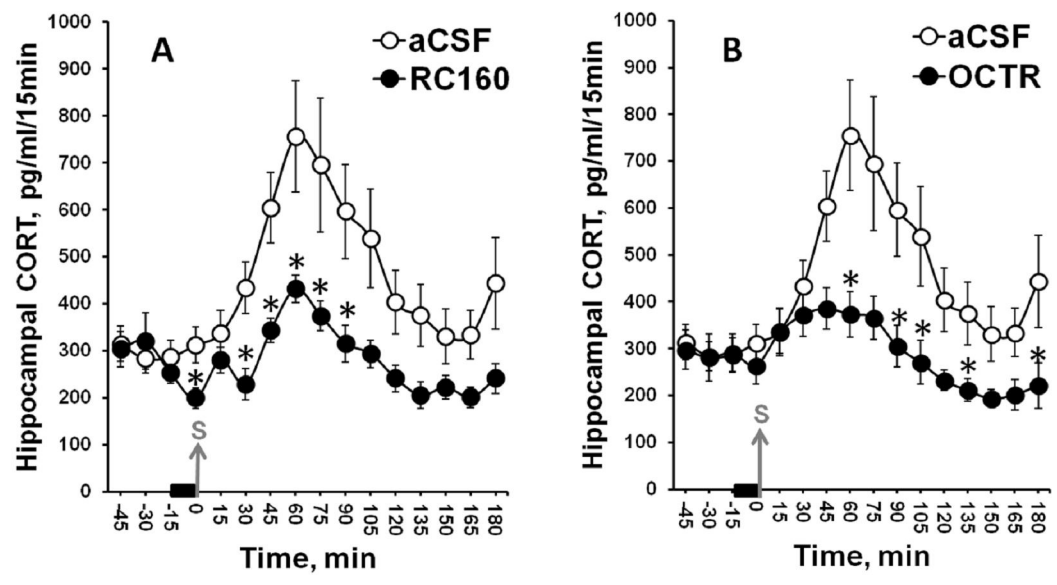 A
aCSF
RC160
Hippocampal CORT, pg/ml/15min
1000
900
800
700
600
500
400
300
200
100
0
* * * * * *
S
-45 -30 -15 0 15 30 45 60 75 90 105 120 135 150 165 180
Time, min
B
aCSF
OCTR
Hippocampal CORT, pg/ml/15min
1000
900
800
700
600
500
400
300
200
100
0
* * * * *
S
-45 -30 -15 0 15 30 45 60 75 90 105 120 135 150 165 180
Time, min